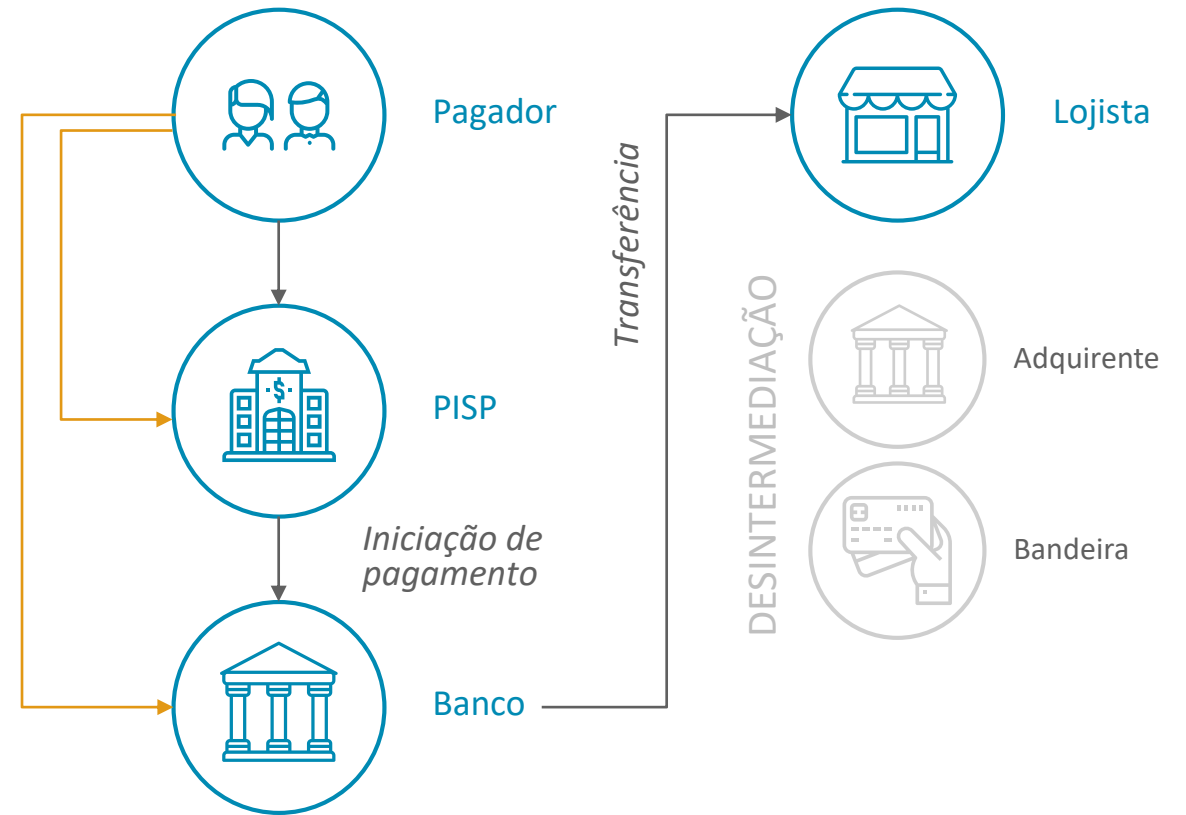 Pagador
Lojista
Transferência
DESINTERMEDIAÇÃO
Adquirente
$
PISP
Iniciação de
pagamento
Bandeira
Banco